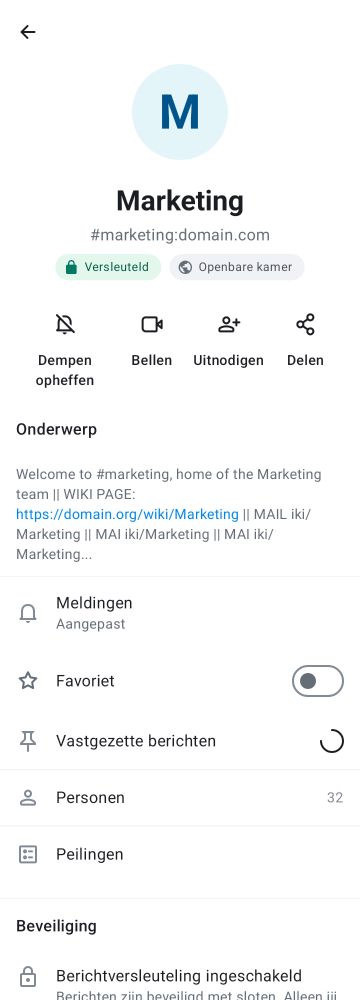 M
Marketing
#marketing:domain.com
Versleuteld
Openbare kamer
Dempen
opheffen
Bellen
Uitnodigen
Delen
Onderwerp
Welcome to #marketing, home of the Marketing
team || WIKI PAGE:
https://domain.org/wiki/Marketing || MAIL iki/
Marketing || MAI iki/Marketing || MAI iki/
Marketing...
Meldingen
Aangepast
Favoriet
Vastgezette berichten
Personen 32
Peilingen
Beveiliging
Berichtversleuteling ingeschakeld
Berichten zijn beveiligd met sloten. Alleen jij